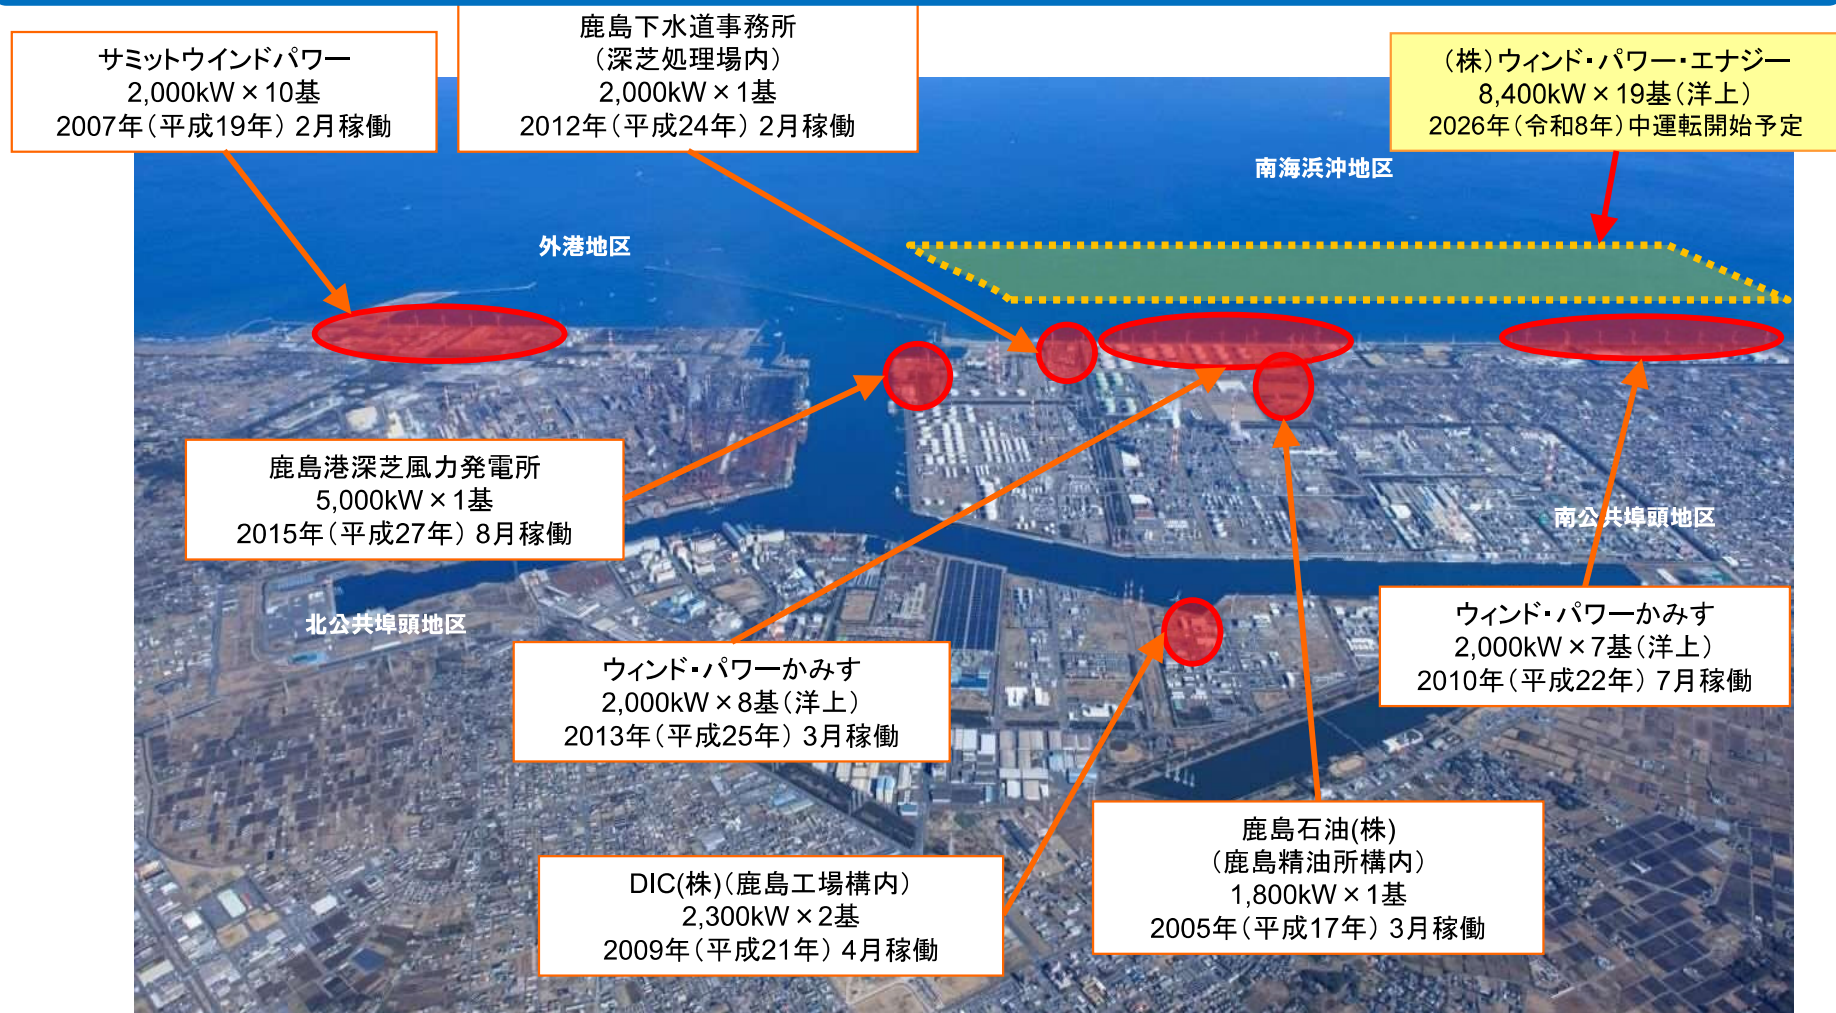 サミットウインドパワー
2,000kW×10基
2007年(平成19年)2月稼働
鹿島下水道事務所
(深芝処理場内)
2,000kW×1基
2012年(平成24年)2月稼働
(株)ウィンド・パワー・エナジー
8,400kW×19基(洋上)
2026年(令和8年)中運転開始予定
南海浜沖地区
外港地区
鹿島港深芝風力発電所
5,000kW×1基
2015年(平成27年)8月稼働
南公共埠頭地区
北公共埠頭地区
ウィンド・パワーかみす
2,000kW×8基(洋上)
2013年(平成25年)3月稼働
ウィンド・パワーかみす
2,000kW×7基(洋上)
2010年(平成22年)7月稼働
DIC(株)(鹿島工場構内)
2,300kW×2基
2009年(平成21年)4月稼働
鹿島石油(株)
(鹿島精油所構内)
1,800kW×1基
2005年(平成17年)3月稼働